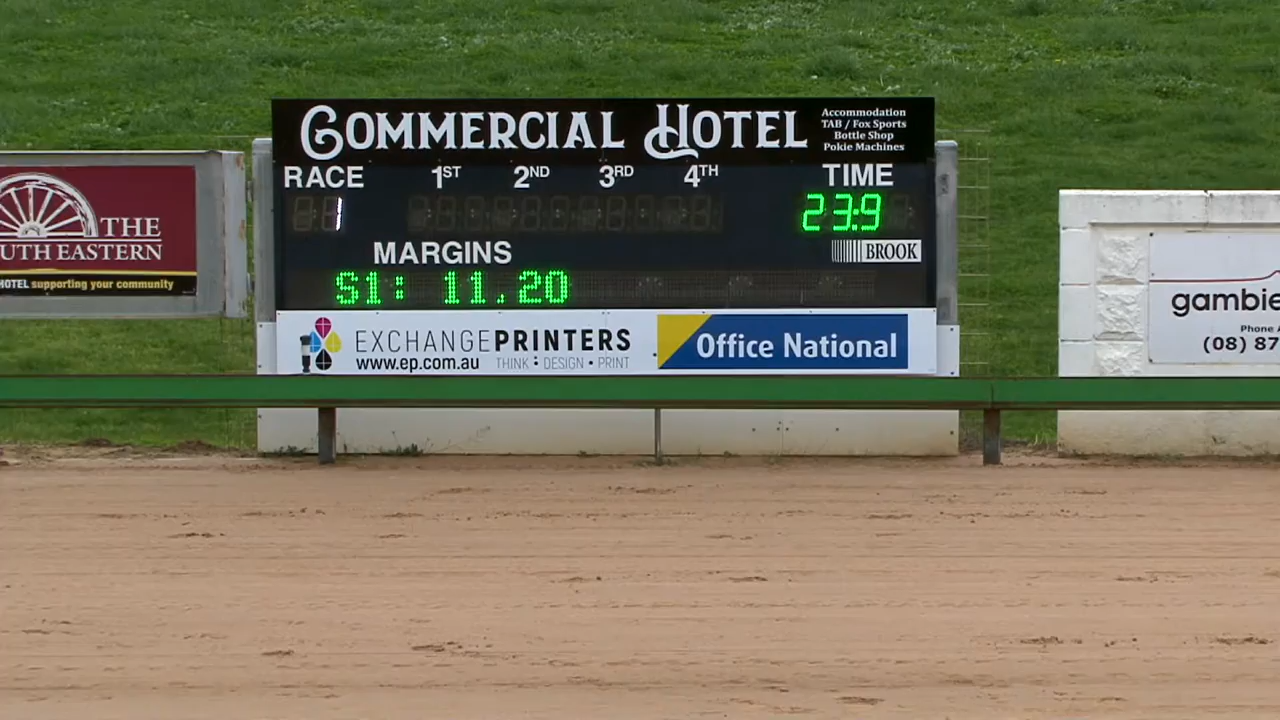 COMMERCIAL HOTEL
Accommodation
TAB / Fox Sports
Bottle Shop
Pokie Machines
RACE 1ST 2ND 3RD 4TH TIME
1 23:9
MARGINS
BROOK
S1: 11.20
EXCHANGEPRINTERS
www.ep.com.au THINK : DESIGN • PRINT
Office National
THE
UTH EASTERN
HOTEL supporting your community
gambie
Phone
(08) 87